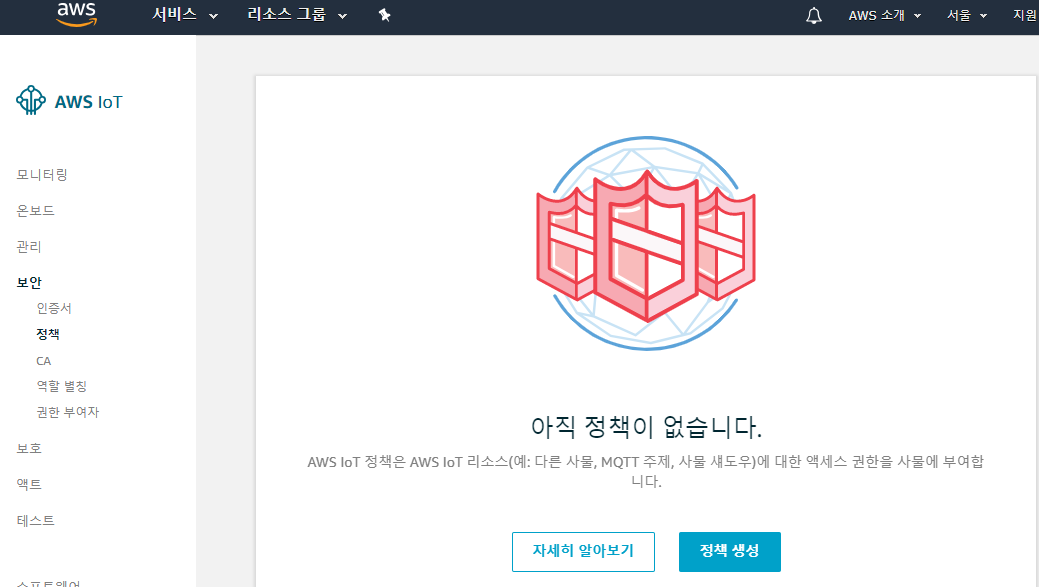 aws 서비스 리소스 그룹 AWS 소개 서울 지원
AWS IoT
모니터링
온보드
관리
보안
인증서
정책
CA
역할 별칭
권한 부여자
보호
액트
테스트
소프트웨어
아직 정책이 없습니다.
AWS IoT 정책은 AWS IoT 리소스(예: 다른 사물, MQTT 주제, 사물 섀도우)에 대한 액세스 권한을 사물에 부여합
니다.
자세히 알아보기 정책 생성